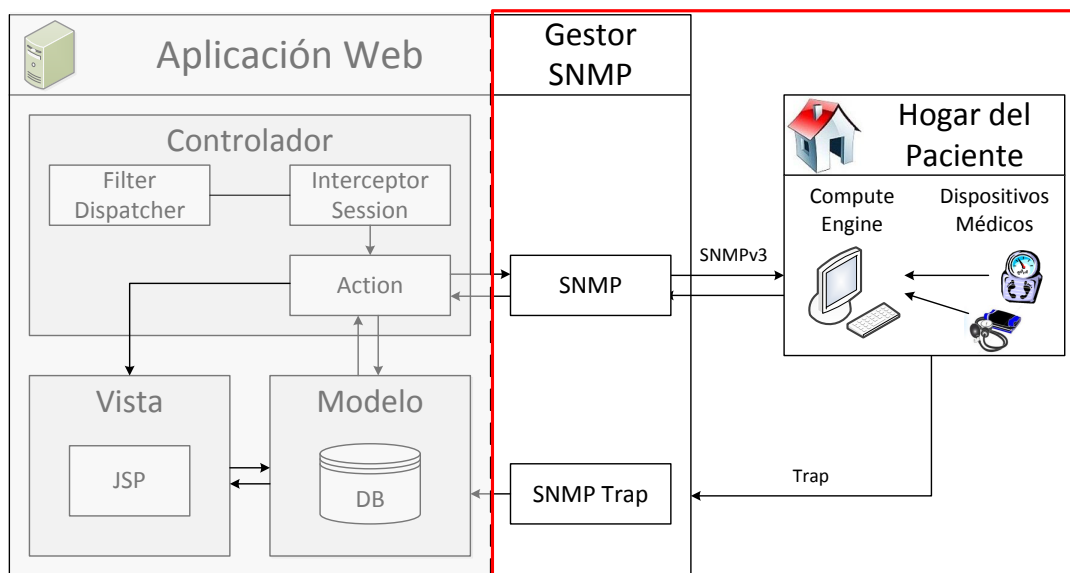 Aplicación Web
Gestor
SNMP
Controlador
Filter
Dispatcher
Interceptor
Session
Action
Vista
JSP
Modelo
DB
SNMP
SNMP Trap
SNMPv3
Trap
Hogar del
Paciente
Compute
Engine
Dispositivos
Médicos